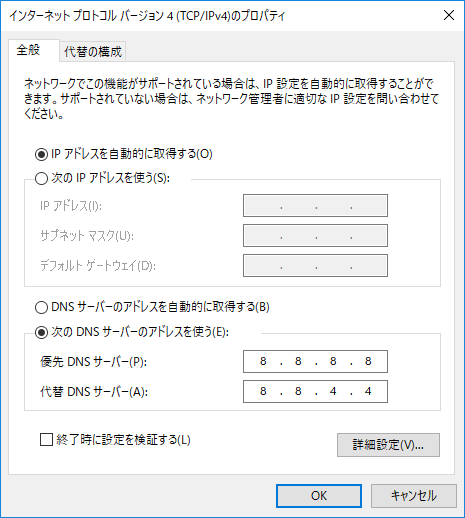 インターネット プロトコル バージョン 4 (TCP/IPv4)のプロパティ
全般
代替の構成
ネットワークでこの機能がサポートされている場合は、IP 設定を自動的に取得することがで
きます。サポートされていない場合は、ネットワーク管理者に適切な IP 設定を問い合わせて
ください。
IP アドレスを自動的に取得する(O)
次の IP アドレスを使う(S):
IP アドレス(I):
サブネット マスク(U):
デフォルト ゲートウェイ(D):
DNS サーバーのアドレスを自動的に取得する(B)
次の DNS サーバーのアドレスを使う(E):
優先 DNS サーバー(P): 8 . 8 . 8 . 8
代替 DNS サーバー(A): 8 . 8 . 4 . 4
終了時に設定を検証する(L)
詳細設定(V)...
OK
キャンセル